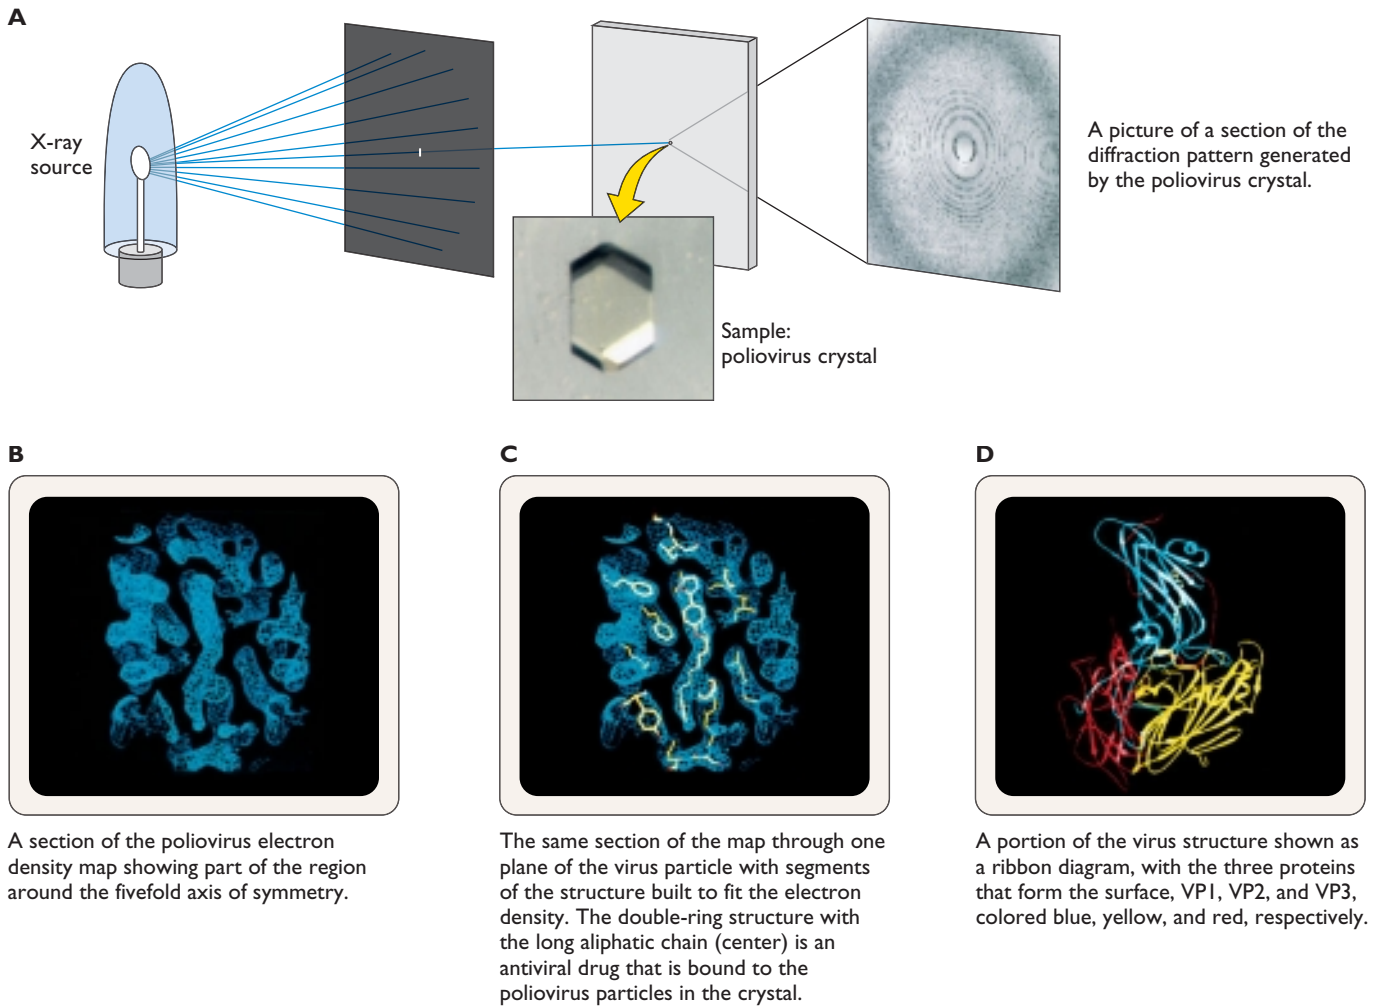 A
X-ray
source
A picture of a section of the
diffraction pattern generated
by the poliovirus crystal.
Sample:
poliovirus crystal
B
C
D
A section of the poliovirus electron
density map showing part of the region
around the fivefold axis of symmetry.
The same section of the map through one
plane of the virus particle with segments
of the structure built to fit the electron
density. The double-ring structure with
the long aliphatic chain (center) is an
antiviral drug that is bound to the
poliovirus particles in the crystal.
A portion of the virus structure shown as
a ribbon diagram, with the three proteins
that form the surface, VP1, VP2, and VP3,
colored blue, yellow, and red, respectively.